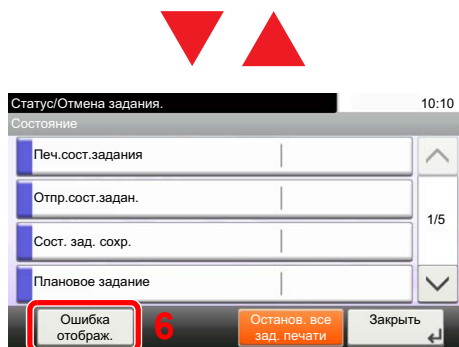 Статус/Отмена задания.
10:10
Состояние
Печ.сост.задания
Отпр.сост.задан.
1/5
Сост. зад. сохр.
Плановое задание
Ошибка
отображ.
6
Останов. все
зад. печати
Закрыть